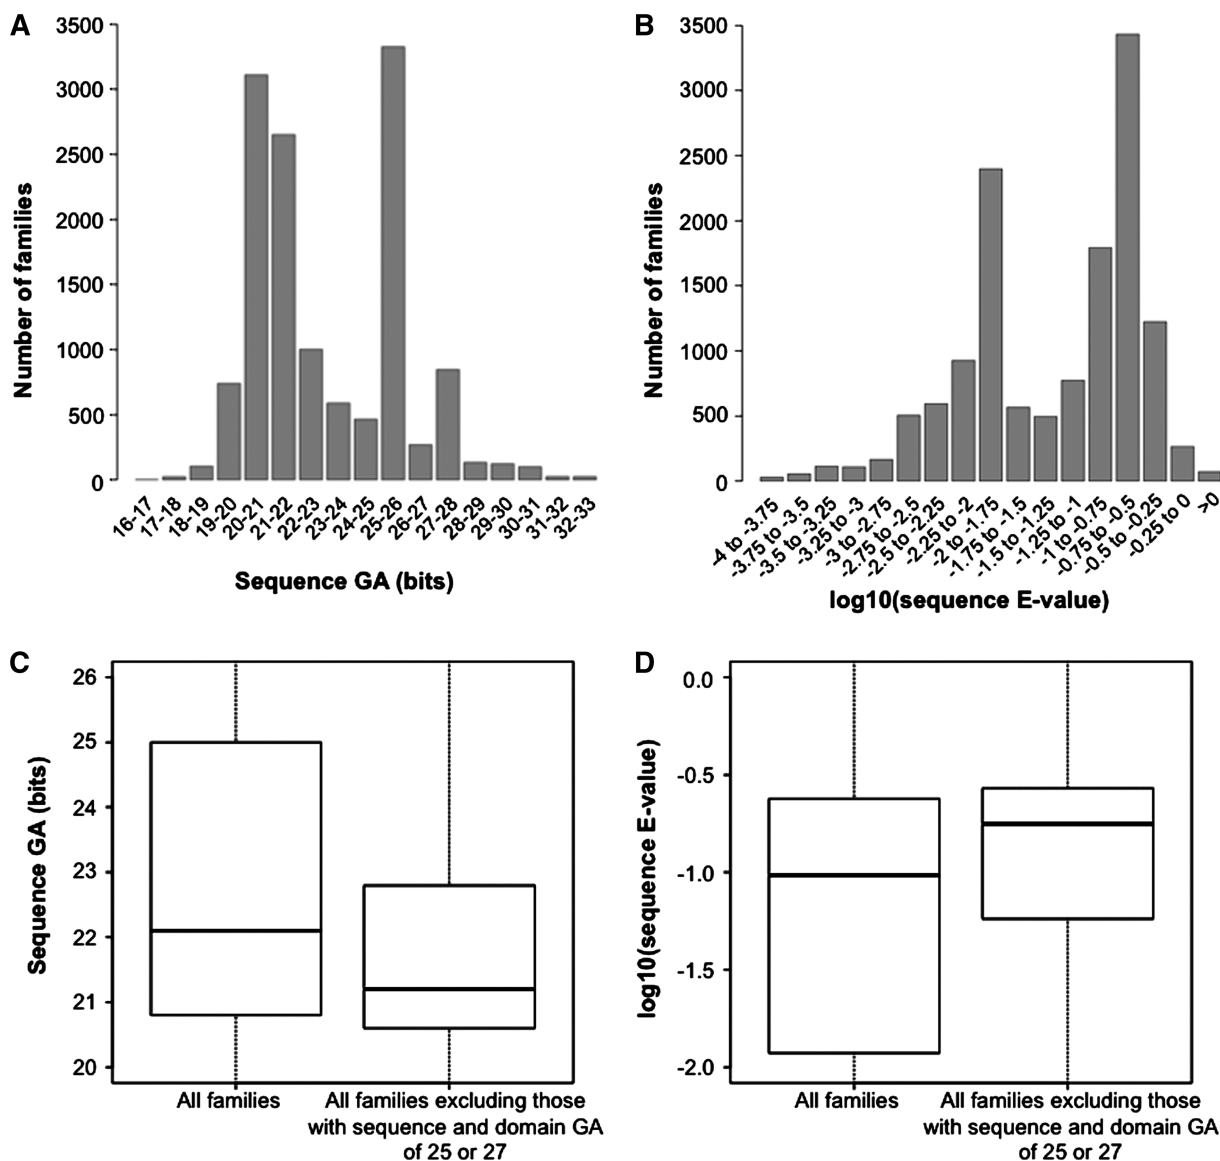 A
3500
3000
2500
2000
1500
1000
500
0
Number of families
16-17
17-18
18-19
19-20
20-21
21-22
22-23
23-24
24-25
25-26
26-27
27-28
28-29
29-30
30-31
31-32
32-33
Sequence GA (bits)
B
3500
3000
2500
2000
1500
1000
500
0
Number of families
-4 to -3.75
-3.75 to -3.5
-3.5 to -3.25
-3.25 to -3
-3 to -2.75
-2.75 to -2.5
-2.5 to -2.25
-2.25 to -2
-2 to -1.75
-1.75 to -1.5
-1.5 to -1.25
-1.25 to -1
-1 to -0.75
-0.75 to -0.5
-0.5 to -0.25
-0.25 to 0
>0
log10(sequence E-value)
C
26
25
24
23
22
21
20
Sequence GA (bits)
All families
All families excluding those
with sequence and domain GA
of 25 or 27
D
0.0
-0.5
-1.0
-1.5
-2.0
log10(sequence E-value)
All families
All families excluding those
with sequence and domain GA
of 25 or 27